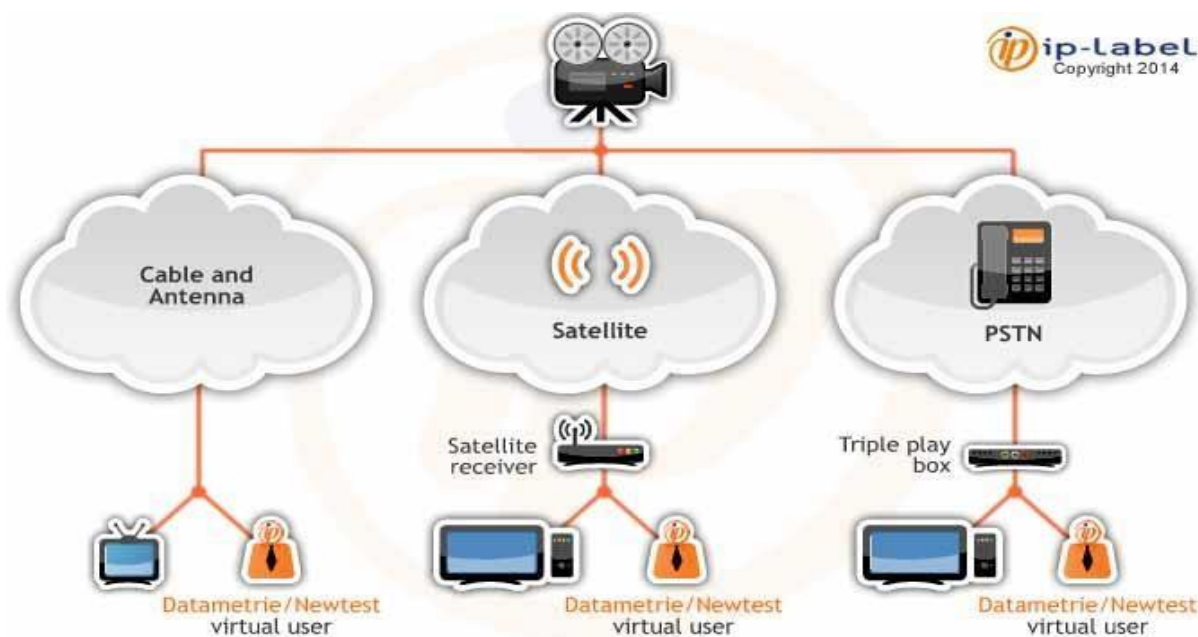 ip-label
Copyright 2014
Cable and
Antenna
Satellite
PSTN
Satellite
receiver
Triple play
box
Datametrie/Newtest
virtual user
Datametrie/Newtest
virtual user
Datametrie/Newtest
virtual user